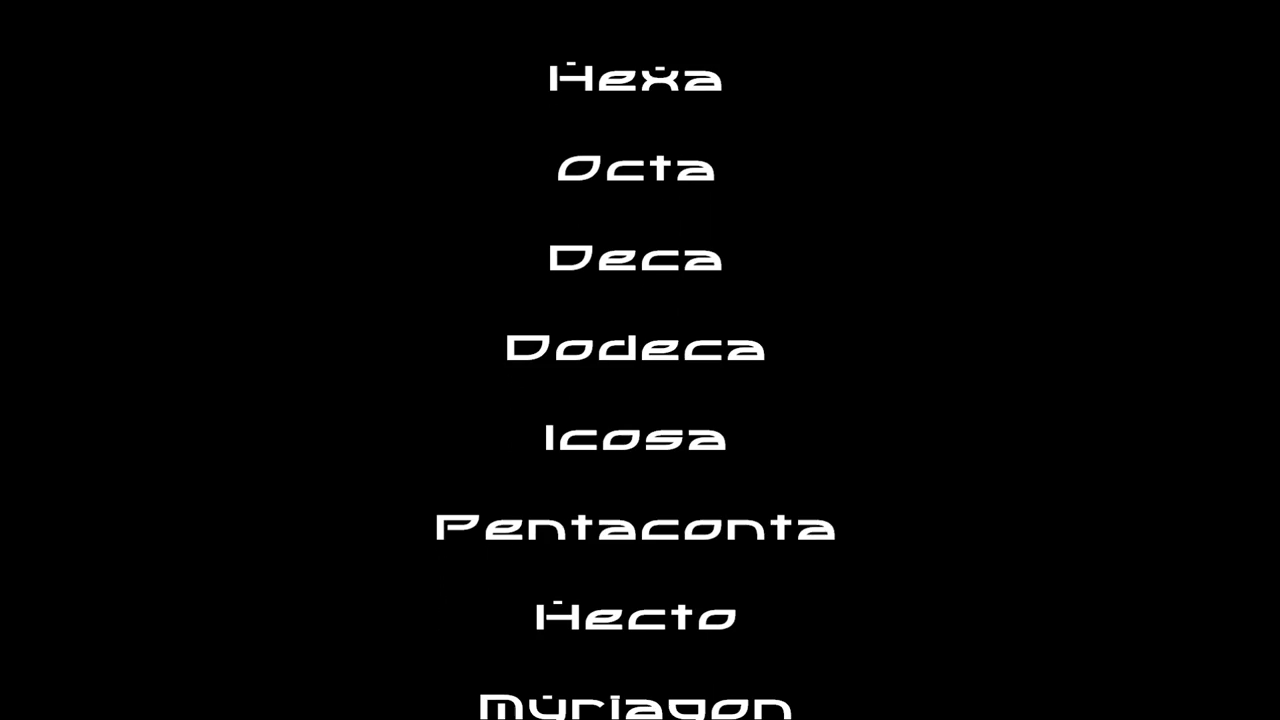 Hexa
Octa
Deca
Dodeca
Icosa
Pentaconta
Hecto
Myriagon